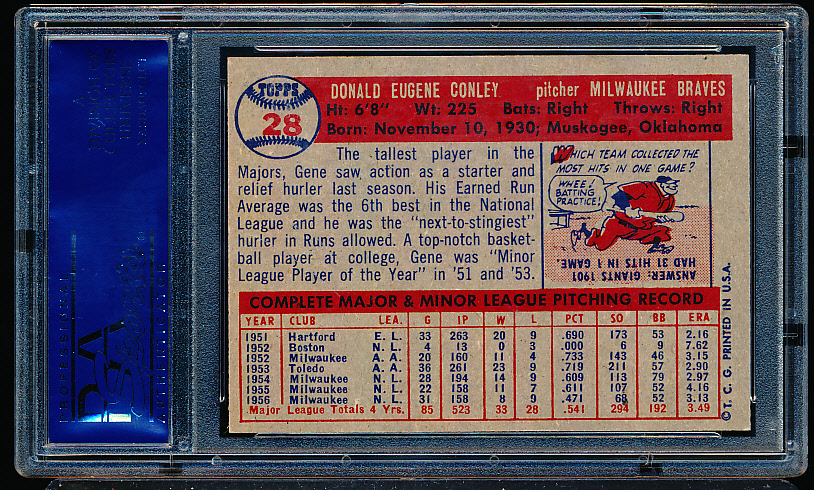 TOPPS
28
DONALD EUGENE CONLEY pitcher MILWAUKEE BRAVES
Ht: 6'8" Wt: 225 Bats: Right Throws: Right
Born: November 10, 1930; Muskogee, Oklahoma
The tallest player in the
Majors, Gene saw action as a starter and
relief hurler last season. His Earned Run
Average was the 6th best in the National
League and he was the "next-to-stingiest"
hurler in Runs allowed. A top-notch basket-
ball player at college, Gene was "Minor
League Player of the Year" in '51 and '53.
WHICH TEAM COLLECTED THE
MOST HITS IN ONE GAME?
WHEE!
BATTING
PRACTICE!
ANSWER: GIANTS 1901
HAD 31 HITS IN 1 GAME.
COMPLETE MAJOR & MINOR LEAGUE PITCHING RECORD
YEAR CLUB LEA. G IP W L PCT SO BB ERA
1951 Hartford E. L. 33 263 20 9 .690 173 53 2.16
1952 Boston N. L. 4 13 0 3 .000 6 9 7.62
1952 Milwaukee A. A. 20 160 11 4 .733 143 46 3.15
1953 Toledo A. A. 36 261 23 9 .719 211 57 2.90
1954 Milwaukee N. L. 28 194 14 9 .609 113 79 2.97
1955 Milwaukee N. L. 22 158 11 7 .611 107 52 4.16
1956 Milwaukee N. L. 31 158 8 9 .471 68 52 3.13
Major League Totals 4 Yrs. 85 523 33 28 .541 294 192 3.49
© T. C. G. PRINTED IN U.S.A.
PSA
PROFESSIONAL